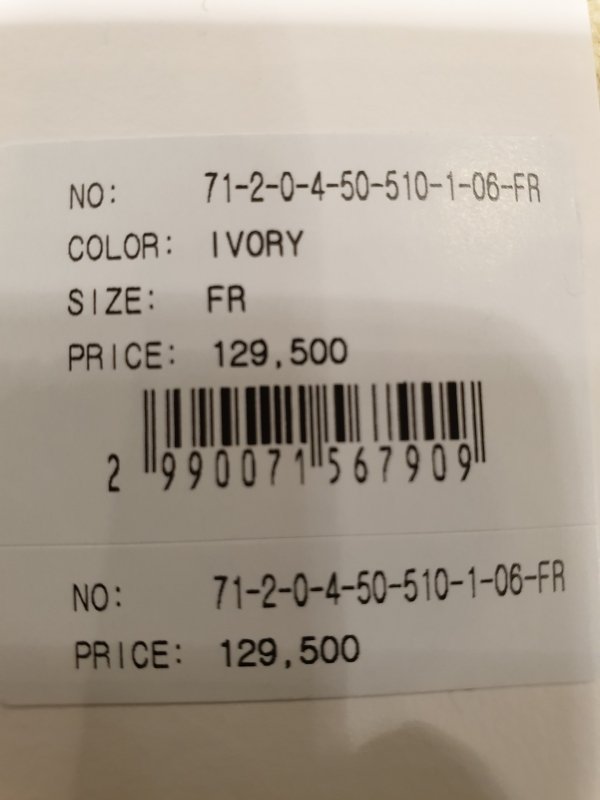 NO: 71-2-0-4-50-510-1-06-FR
COLOR: IVORY
SIZE: FR
PRICE: 129,500
2 990071 567909
NO: 71-2-0-4-50-510-1-06-FR
PRICE: 129,500